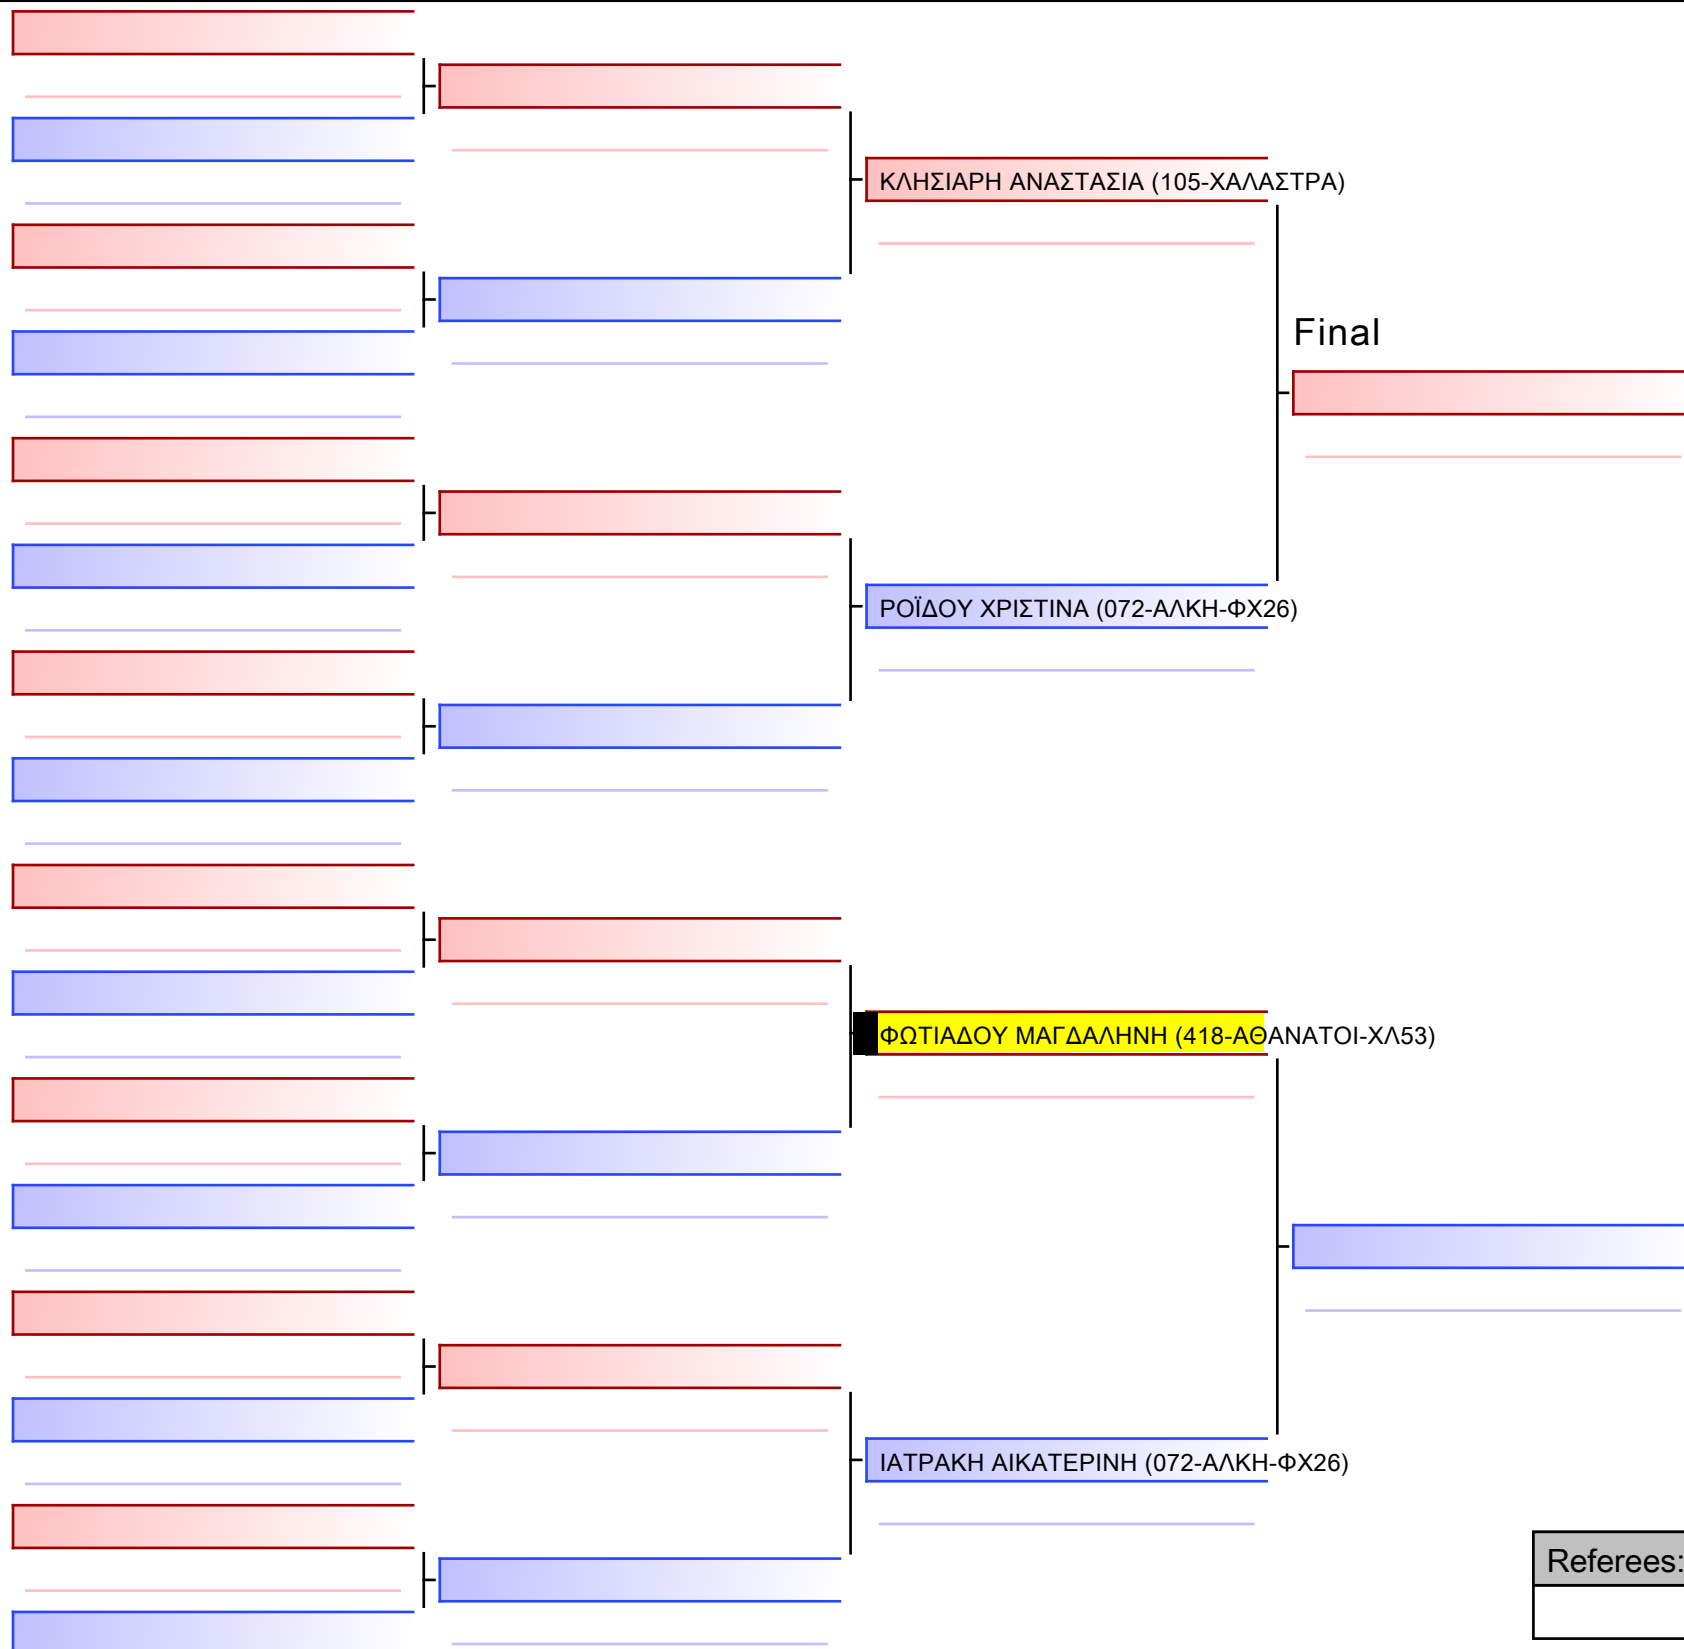 ΚΛΗΣΙΑΡΗ ΑΝΑΣΤΑΣΙΑ (105-ΧΑΛΑΣΤΡΑ)
Final
ΡΟΪΔΟΥ ΧΡΙΣΤΙΝΑ (072-ΑΛΚΗ-ΦΧ26)
ΦΩΤΙΑΔΟΥ ΜΑΓΔΑΛΗΝΗ (418-ΑΘΑΝΑΤΟΙ-ΧΛ53)
ΙΑΤΡΑΚΗ ΑΙΚΑΤΕΡΙΝΗ (072-ΑΛΚΗ-ΦΧ26)
Referees: